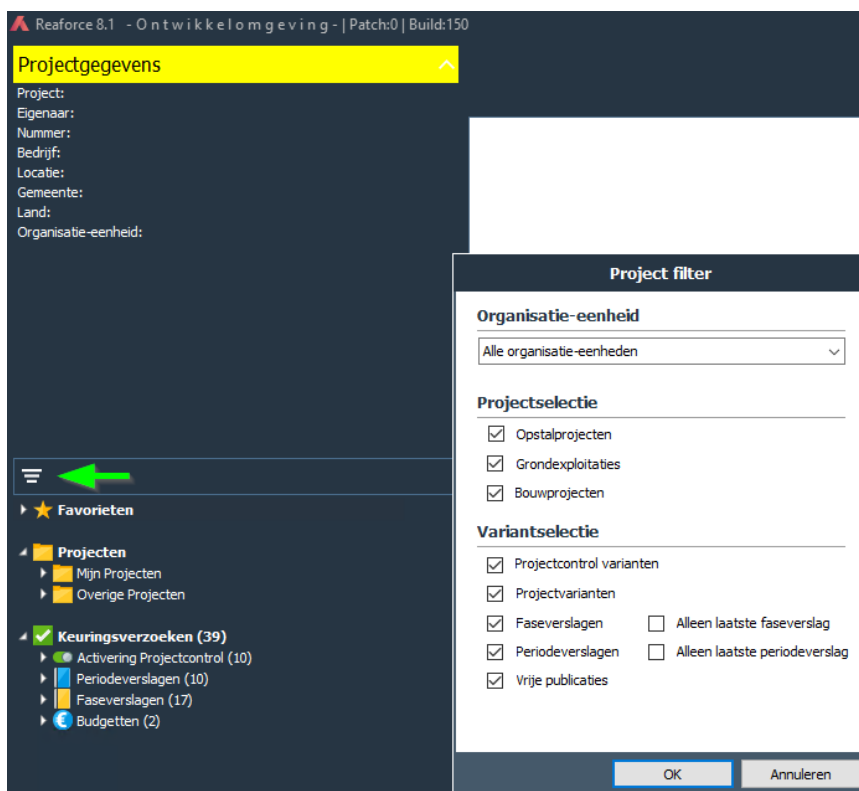 Reaforce 8.1 - O n t w i k k e l o m g e v i n g - | Patch:0 | Build:150
Projectgegevens
Project:
Eigenaar:
Nummer:
Bedrijf:
Locatie:
Gemeente:
Land:
Organisatie-eenheid:
Favorieten
Projecten
Mijn Projecten
Overige Projecten
Keuringsverzoeken (39)
Activering Projectcontrol (10)
Periodeverslagen (10)
Faseverslagen (17)
Budgetten (2)
Project filter
Organisatie-eenheid
Alle organisatie-eenheden
Projectselectie
Opstalprojecten
Grondexploitaties
Bouwprojecten
Variantselectie
Projectcontrol varianten
Projectvarianten
Faseverslagen Alleen laatste faseverslag
Periodeverslagen Alleen laatste periodeverslag
Vrije publicaties
OK Annuleren